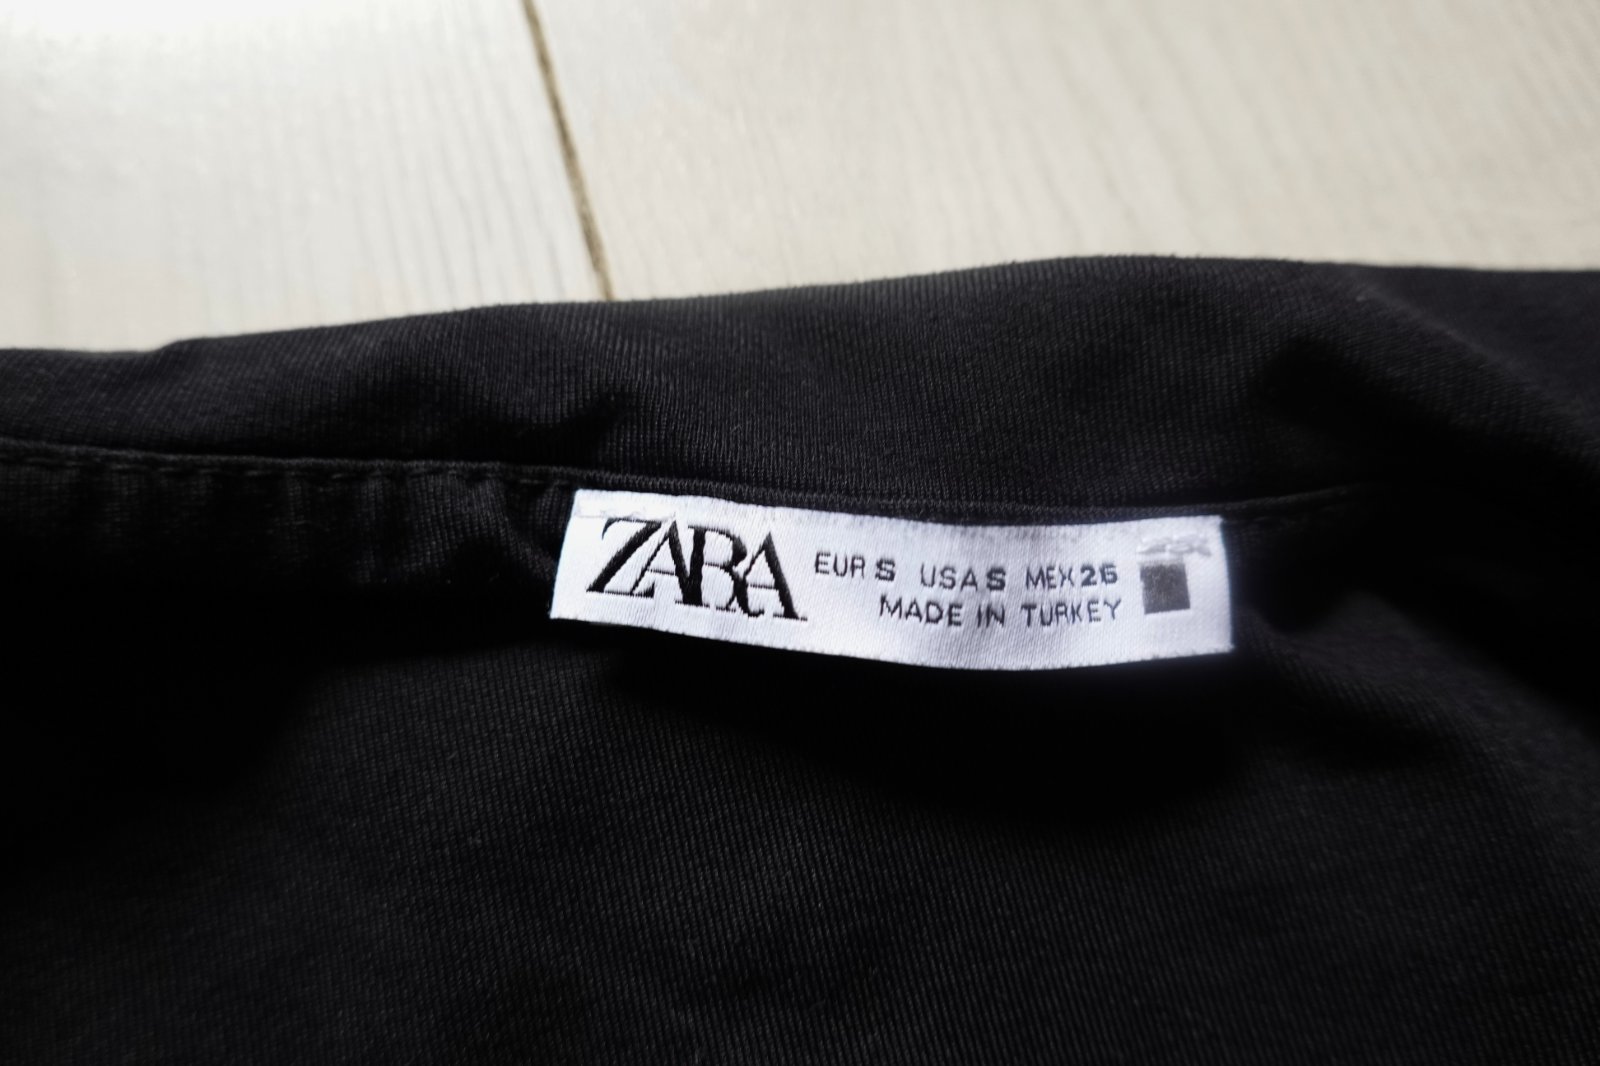 ZARA
EUR S USA S MEX 26
MADE IN TURKEY